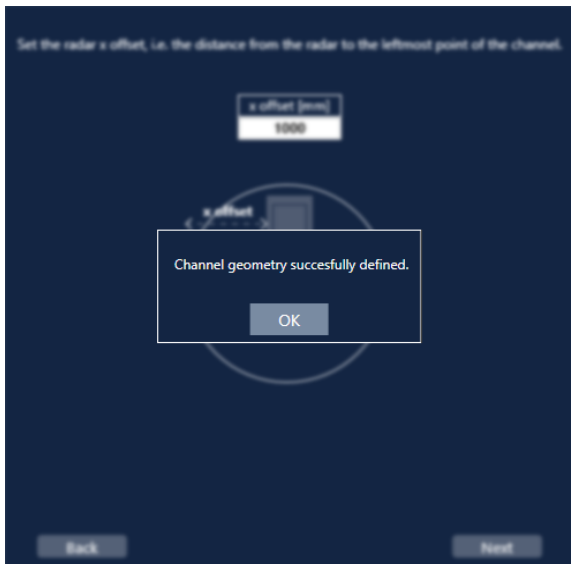 Set the radar x offset, i.e. the distance from the radar to the leftmost point of the channel.
x offset [mm]
1000
x offset
Channel geometry succesfully defined.
OK
Back
Next